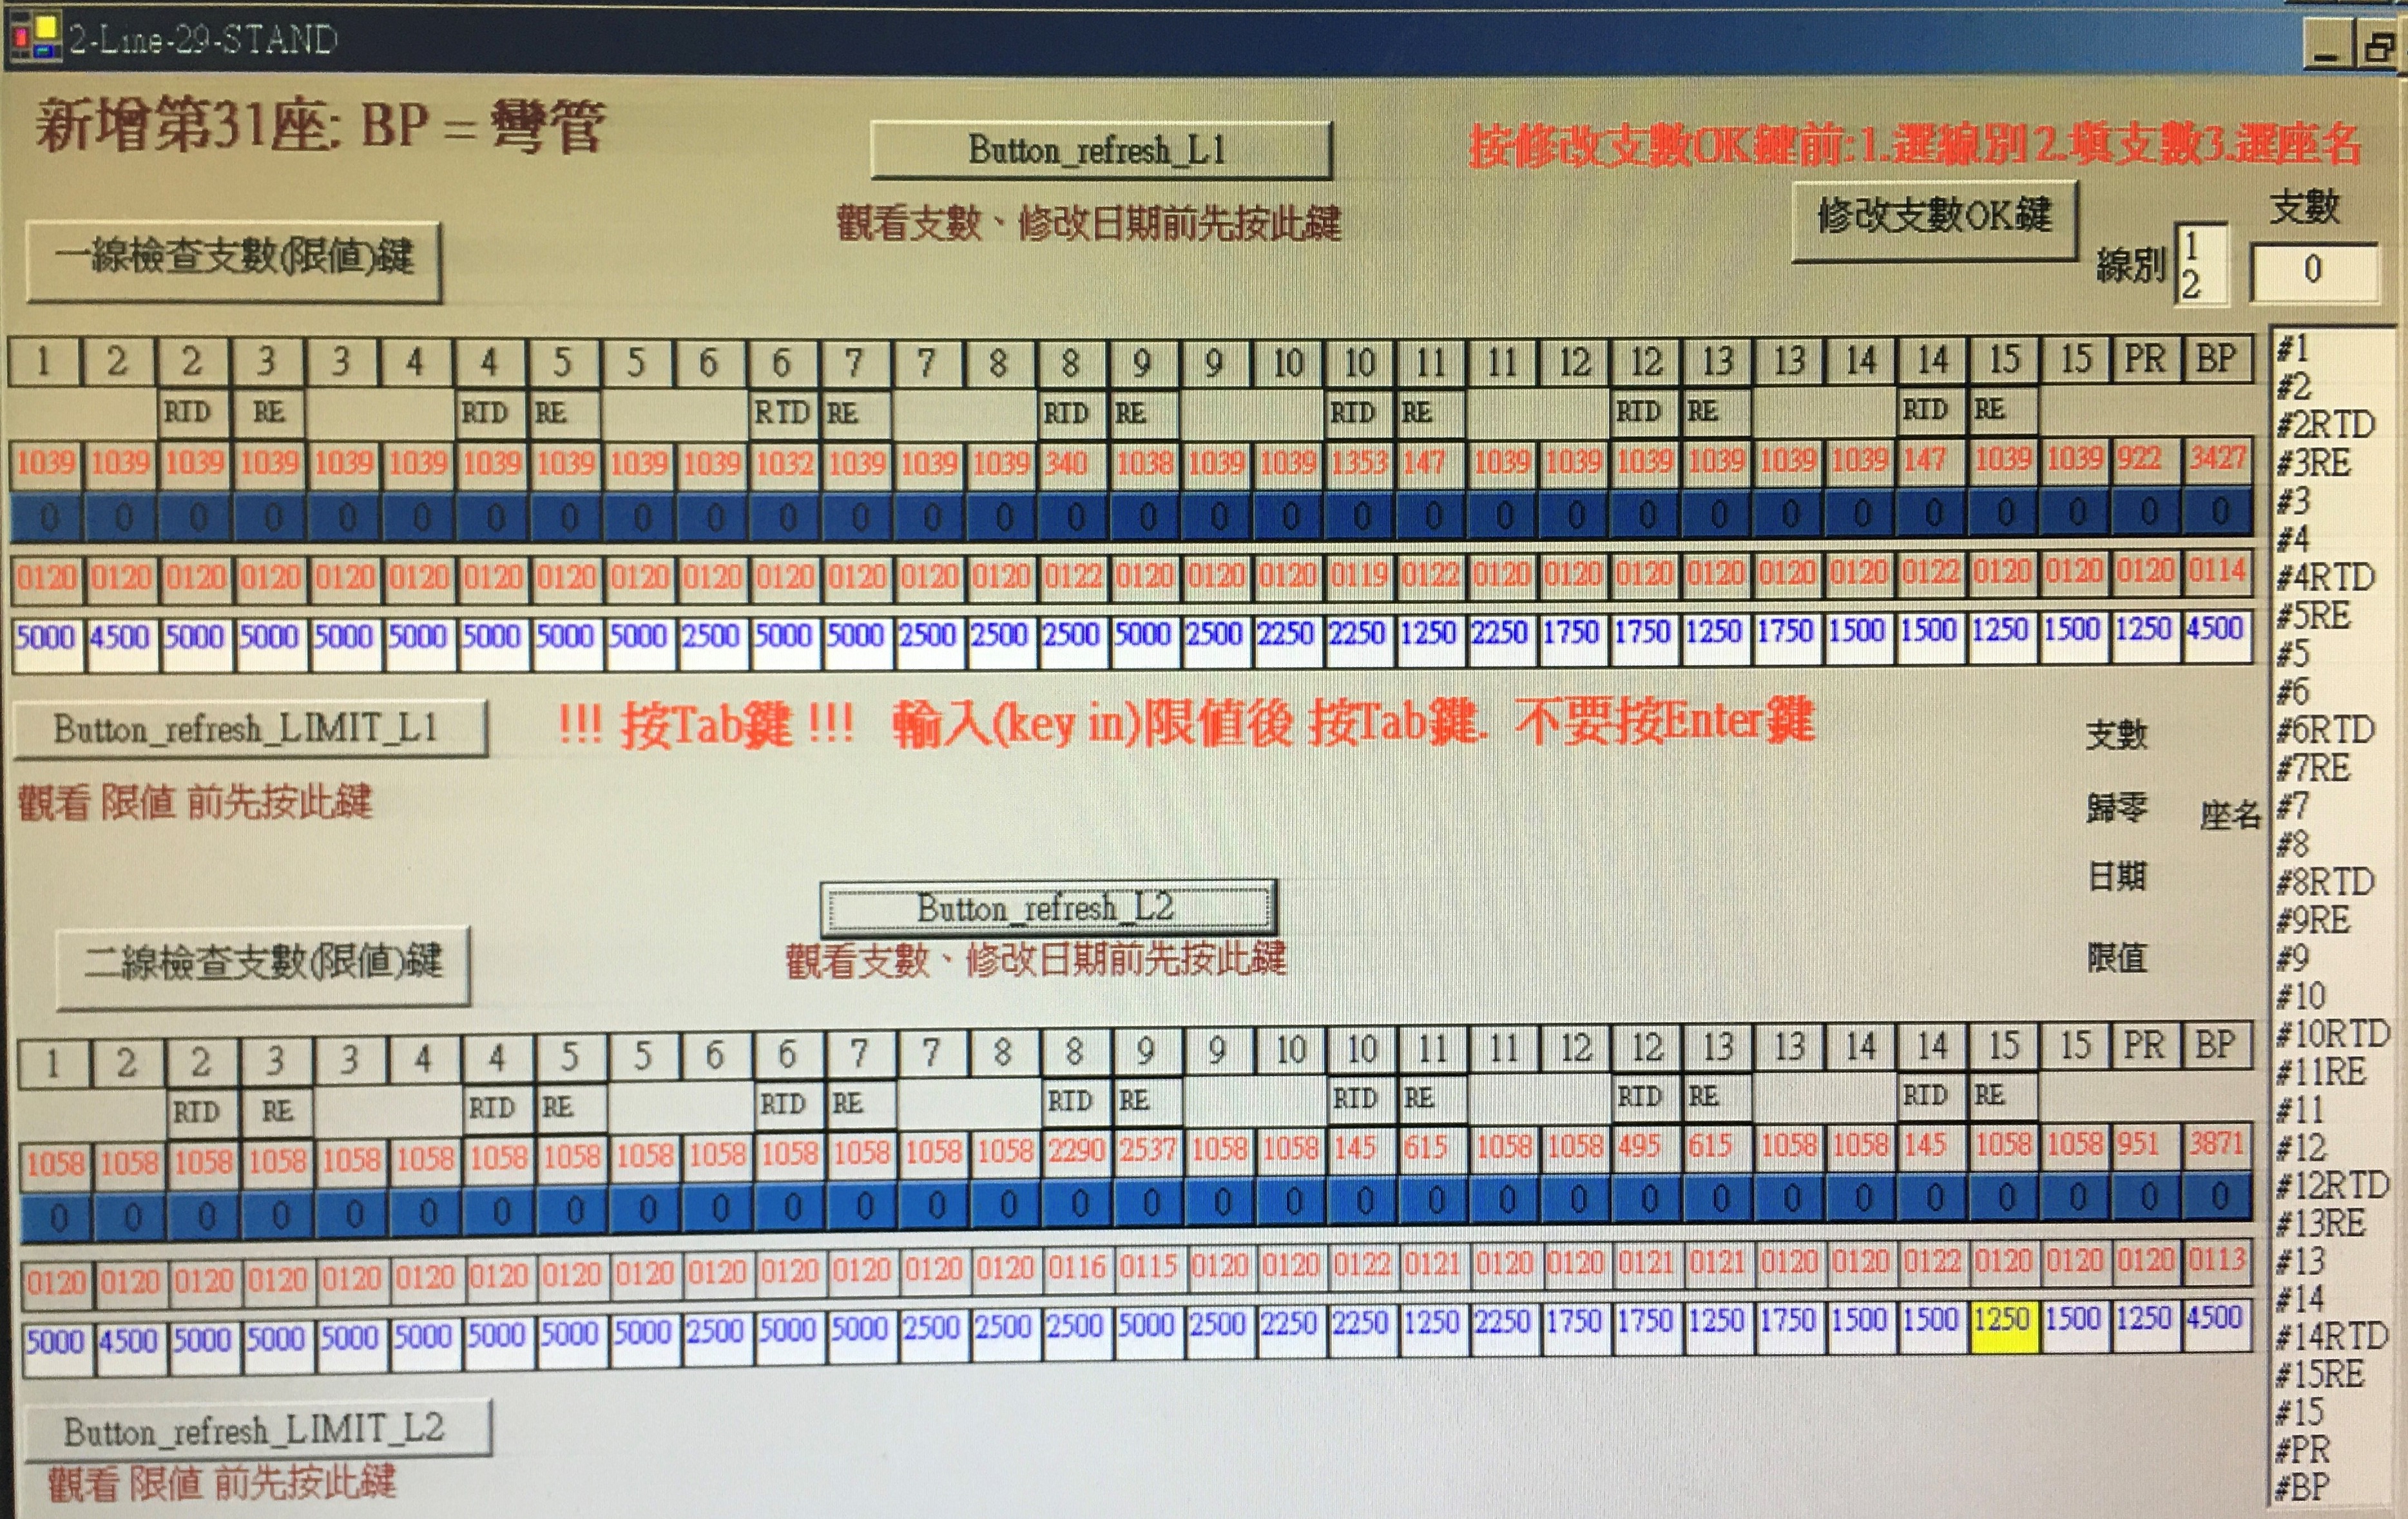 2-Line-29-STAND
新增第31座: BP = 彎管
Button_refresh_L1
按修改支數OK鍵前:1.選線別2.填支數3.選座名
觀看支數、修改日期前先按此鍵
修改支數OK鍵
支數
一線檢查支數(限值)鍵
線別
1
2
0
1 2 2 3 3 4 4 5 5 6 6 7 7 8 8 9 9 10 10 11 11 12 12 13 13 14 14 15 15 PR BP
RTD RE RTD RE RTD RE RTD RE RTD RE RTD RE RTD RE
1039 1039 1039 1039 1039 1039 1039 1039 1039 1039 1032 1039 1039 1039 340 1038 1039 1039 1353 147 1039 1039 1039 1039 1039 1039 147 1039 1039 922 3427
0 0 0 0 0 0 0 0 0 0 0 0 0 0 0 0 0 0 0 0 0 0 0 0 0 0 0 0 0 0 0
0120 0120 0120 0120 0120 0120 0120 0120 0120 0120 0120 0120 0120 0120 0122 0120 0120 0120 0119 0122 0120 0120 0120 0120 0120 0120 0122 0120 0120 0120 0114
5000 4500 5000 5000 5000 5000 5000 5000 5000 2500 5000 5000 2500 2500 2500 5000 2500 2250 2250 1250 2250 1750 1750 1250 1750 1500 1500 1250 1500 1250 4500
Button_refresh_LIMIT_L1
!!! 按Tab鍵 !!! 輸入(key in)限值後 按Tab鍵. 不要按Enter鍵
觀看 限值 前先按此鍵
支數
歸零
日期
限值
座名
Button_refresh_L2
觀看支數、修改日期前先按此鍵
二線檢查支數(限值)鍵
1 2 2 3 3 4 4 5 5 6 6 7 7 8 8 9 9 10 10 11 11 12 12 13 13 14 14 15 15 PR BP
RTD RE RTD RE RTD RE RTD RE RTD RE RTD RE RTD RE
1058 1058 1058 1058 1058 1058 1058 1058 1058 1058 1058 1058 1058 1058 2290 2537 1058 1058 145 615 1058 1058 495 615 1058 1058 145 1058 1058 951 3871
0 0 0 0 0 0 0 0 0 0 0 0 0 0 0 0 0 0 0 0 0 0 0 0 0 0 0 0 0 0 0
0120 0120 0120 0120 0120 0120 0120 0120 0120 0120 0120 0120 0120 0120 0116 0115 0120 0120 0122 0121 0120 0120 0121 0121 0120 0120 0122 0120 0120 0120 0113
5000 4500 5000 5000 5000 5000 5000 5000 5000 2500 5000 5000 2500 2500 2500 5000 2500 2250 2250 1250 2250 1750 1750 1250 1750 1500 1500 1250 1500 1250 4500
Button_refresh_LIMIT_L2
觀看 限值 前先按此鍵
#1
#2
#2RTD
#3RE
#3
#4
#4RTD
#5RE
#5
#6
#6RTD
#7RE
#7
#8
#8RTD
#9RE
#9
#10
#10RTD
#11RE
#11
#12
#12RTD
#13RE
#13
#14
#14RTD
#15RE
#15
#PR
#BP